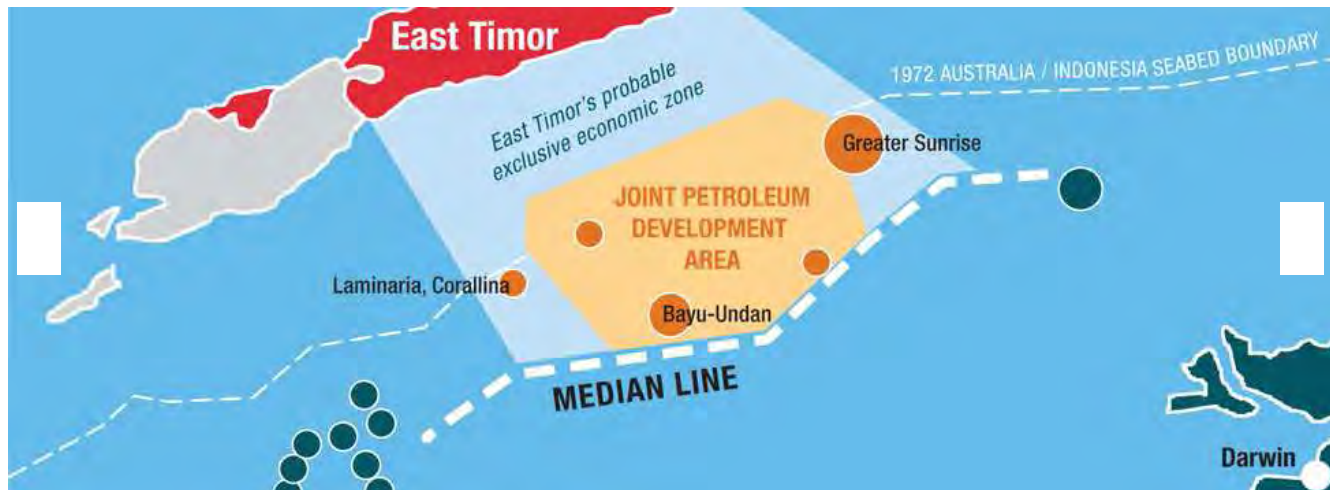 East Timor
1972 AUSTRALIA / INDONESIA SEABED BOUNDARY
East Timor's probable
exclusive economic zone
Greater Sunrise
JOINT PETROLEUM
DEVELOPMENT
AREA
Laminaria, Corallina
Bayu-Undan
MEDIAN LINE
Darwin